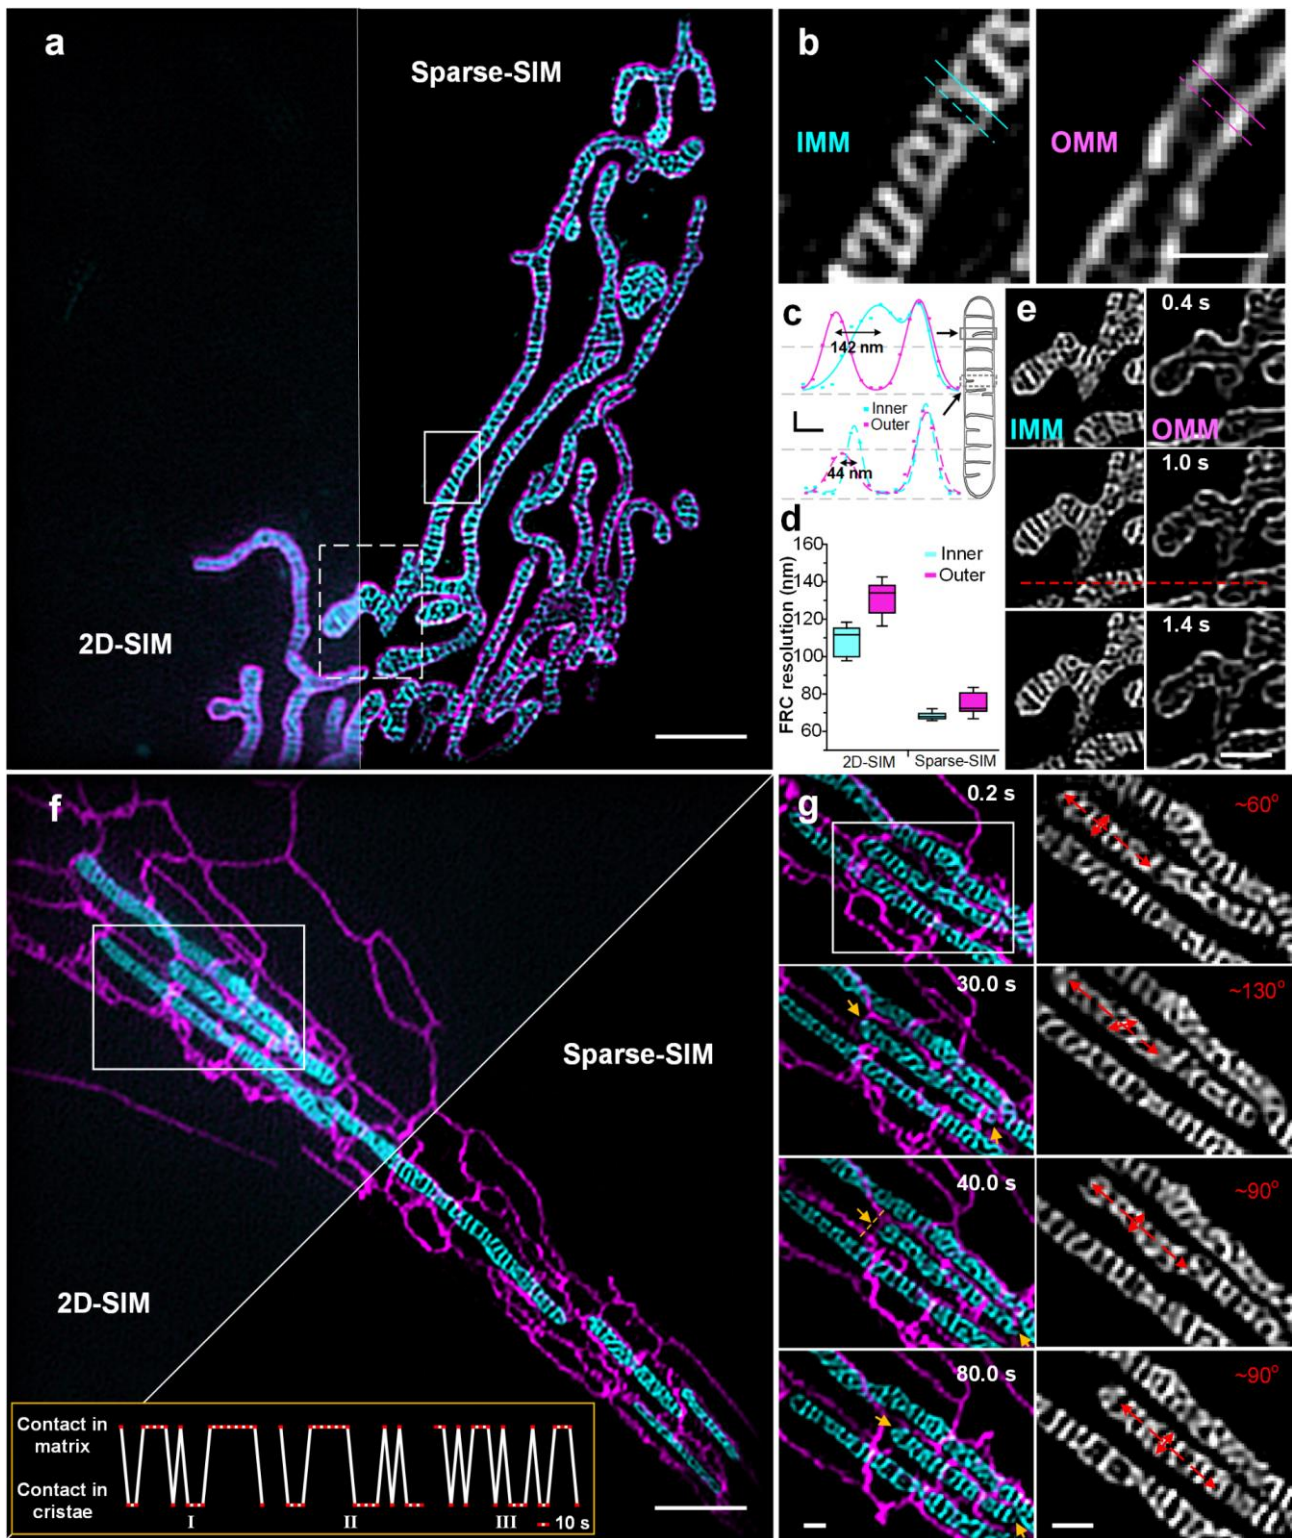 a
Sparse-SIM
2D-SIM
b
IMM
OMM
c
142 nm
Inner
Outer
44 nm
d
FRC resolution (nm)
160
140
120
100
80
60
Inner
Outer
2D-SIM
Sparse-SIM
e
0.4 s
IMM
OMM
1.0 s
1.4 s
f
Sparse-SIM
2D-SIM
Contact in
matrix
Contact in
cristae
I
II
III
10 s
g
0.2 s
~60°
30.0 s
~130°
40.0 s
~90°
80.0 s
~90°